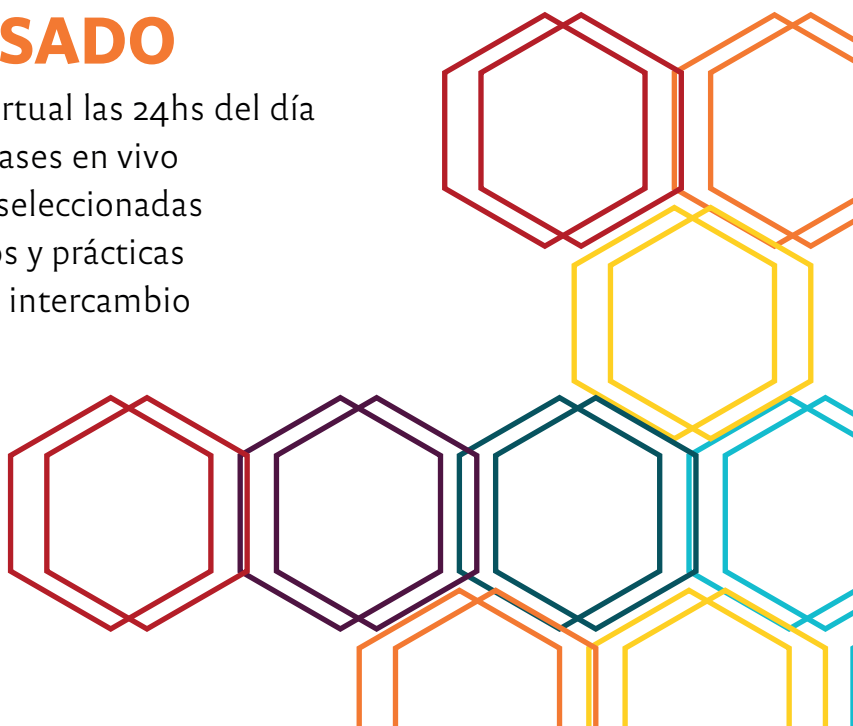 SADO
rtual las 24hs del día
ases en vivo
seleccionadas
os y prácticas
intercambio